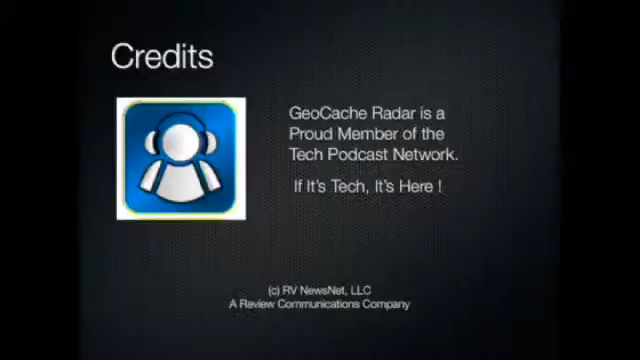 Credits
GeoCache Radar is a
Proud Member of the
Tech Podcast Network.
If It's Tech, It's Here !
(c) RV NewsNet, LLC
A Review Communications Company